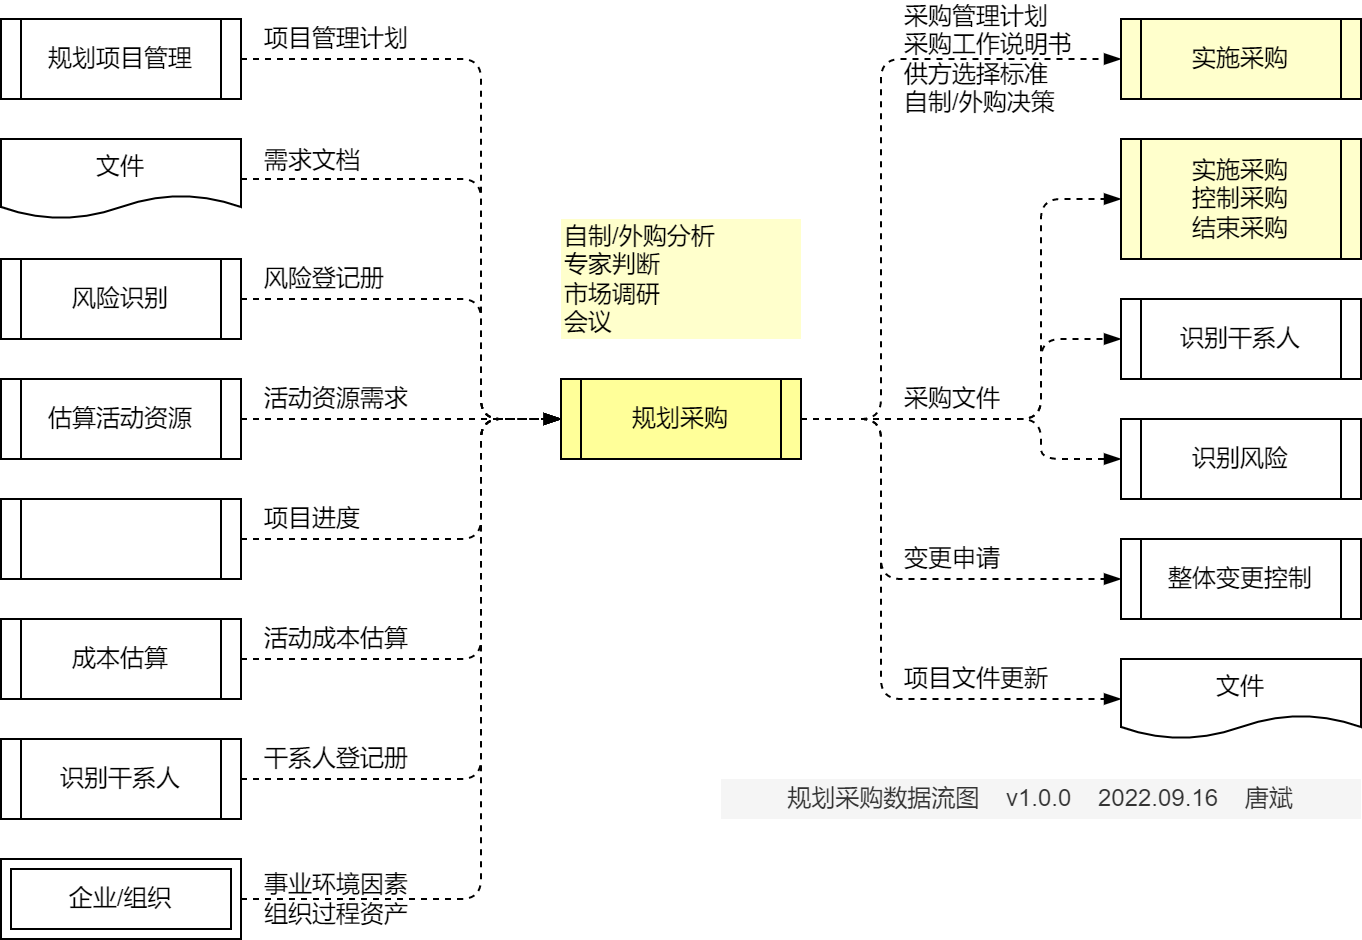 规划项目管理
项目管理计划
文件
需求文档
风险识别
风险登记册
估算活动资源
活动资源需求
项目进度
成本估算
活动成本估算
识别干系人
干系人登记册
企业/组织
事业环境因素
组织过程资产
自制/外购分析
专家判断
市场调研
会议
规划采购
采购管理计划
采购工作说明书
供方选择标准
自制/外购决策
实施采购
采购文件
实施采购
控制采购
结束采购
识别干系人
识别风险
变更申请
整体变更控制
项目文件更新
文件
规划采购数据流图 v1.0.0 2022.09.16 唐斌